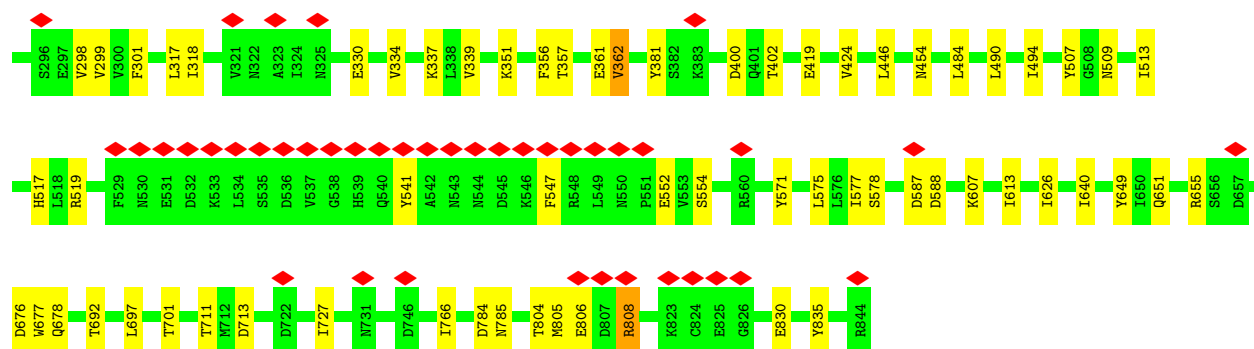 S296 E297 V298 V299 V300 F301 L317 I318 V321 N322 A323 I324 N325 E330 V334 K337 L338 V339 K351 F356 T357 E361 V362 Y381 S382 K383 D400 Q401 T402 E419 V424 L446 N454 L484 L490 I494 Y507 G508 N509 I513
H517 L518 R519 F529 N530 E531 D532 K533 L534 S535 D536 V537 G538 H539 Q540 Y541 A542 N543 N544 D545 K546 F547 R548 L549 N550 P551 E552 V553 S554 R560 Y571 L575 L576 I577 S578 D587 D588 K607 I613 I626 I640 Y649 I650 Q651 R655 S656 D657
D676 W677 Q678 T692 L697 T701 T711 M712 D713 D722 I727 N731 D746 I766 D784 N785 T804 M805 E806 D807 R808 K823 C824 E825 G826 E830 Y835 R844